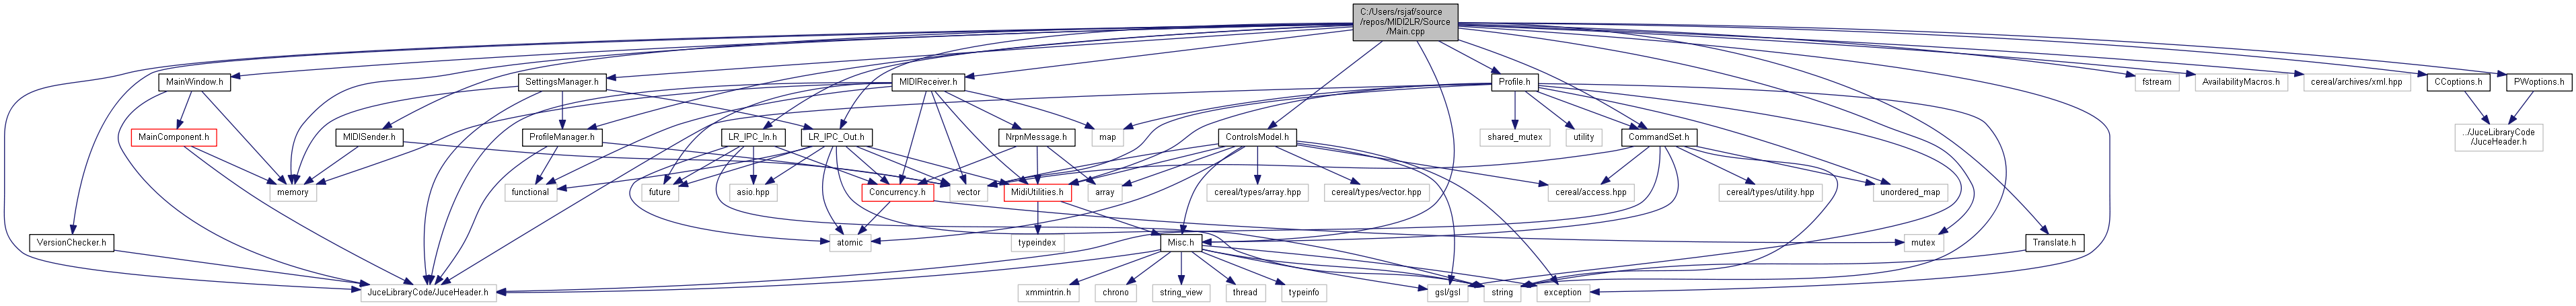 C:/Users/rsjaf/source
/repos/MIDI2LR/Source
/Main.cpp
MainWindow.h
SettingsManager.h
MIDIReceiver.h
Profile.h
fstream
AvailabilityMacros.h
cereal/archives/xml.hpp
CCoptions.h
PWoptions.h
MainComponent.h
MIDISender.h
ProfileManager.h
LR_IPC_In.h
LR_IPC_Out.h
NrpnMessage.h
map
ControlsModel.h
shared_mutex
utility
CommandSet.h
../JuceLibraryCode
/JuceHeader.h
memory
functional
future
asio.hpp
Concurrency.h
vector
MidiUtilities.h
array
cereal/types/array.hpp
cereal/types/vector.hpp
cereal/access.hpp
cereal/types/utility.hpp
unordered_map
VersionChecker.h
atomic
typeindex
Misc.h
mutex
Translate.h
JuceLibraryCode/JuceHeader.h
xmmintrin.h
chrono
string_view
thread
typeinfo
gsl/gsl
string
exception